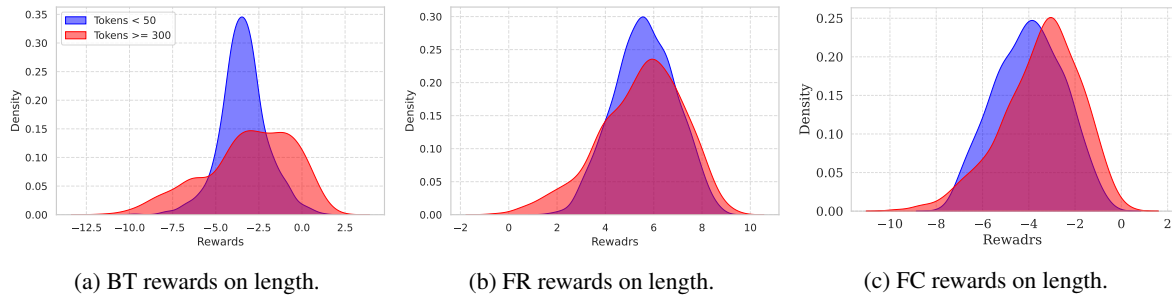 Tokens < 50
Tokens >= 300
Density
0.35
0.30
0.25
0.20
0.15
0.10
0.05
0.00
−12.5 −10.0 −7.5 −5.0 −2.5 0.0 2.5
Rewards
(a) BT rewards on length.
Density
0.30
0.25
0.20
0.15
0.10
0.05
0.00
−2 0 2 4 6 8 10
Rewadrs
(b) FR rewards on length.
Density
0.25
0.20
0.15
0.10
0.05
0.00
−10 −8 −6 −4 −2 0 2
Rewadrs
(c) FC rewards on length.